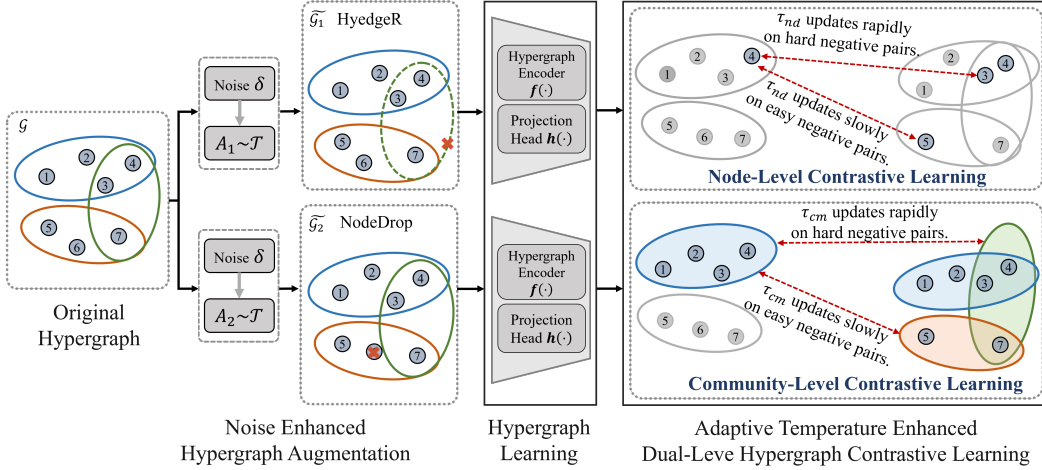 𝒢
1
2
3
4
5
6
7
Original
Hypergraph
Noise δ
A₁~𝒯
Noise δ
A₂~𝒯
Noise Enhanced
Hypergraph Augmentation
𝒢̃₁ HyedgeR
1
2
3
4
5
6
7
𝒢̃₂ NodeDrop
1
2
3
4
5
7
Hypergraph
Encoder
f(·)
Projection
Head h(·)
Hypergraph
Encoder
f(·)
Projection
Head h(·)
Hypergraph
Learning
1
2
3
4
5
6
7
τnd updates rapidly
on hard negative pairs.
τnd updates slowly
on easy negative pairs.
1
2
3
4
5
7
Node-Level Contrastive Learning
1
2
3
4
5
6
7
τcm updates rapidly
on hard negative pairs.
τcm updates slowly
on easy negative pairs.
1
2
3
4
5
7
Community-Level Contrastive Learning
Adaptive Temperature Enhanced
Dual-Leve Hypergraph Contrastive Learning